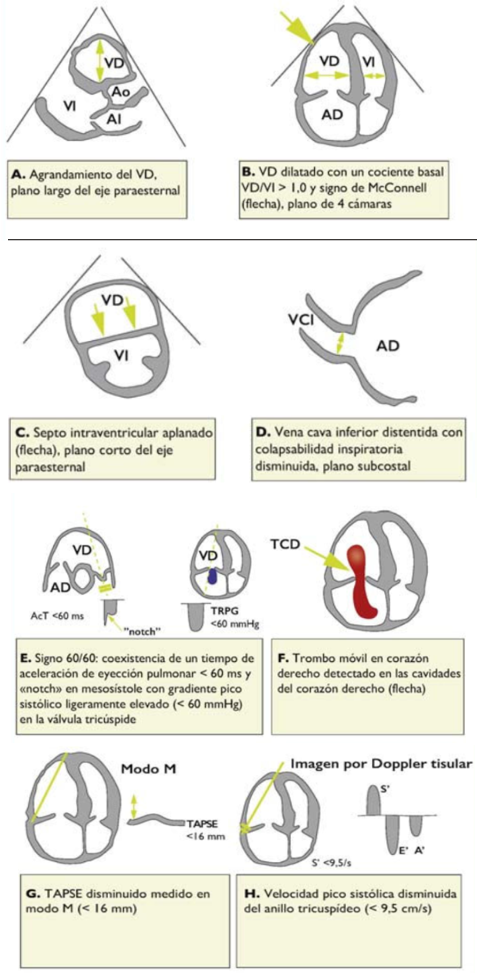 VD
Ao
VI
AI
A. Agrandamiento del VD,
plano largo del eje paraesternal
VD
VI
AD
B. VD dilatado con un cociente basal
VD/VI > 1,0 y signo de McConnell
(flecha), plano de 4 cámaras
VD
VI
C. Septo intraventricular aplanado
(flecha), plano corto del eje
paraesternal
VCI
AD
D. Vena cava inferior distentida con
colapsabilidad inspiratoria
disminuida, plano subcostal
VD
AD
AcT <60 ms
"notch"
VD
TRPG
<60 mmHg
E. Signo 60/60: coexistencia de un tiempo de
aceleración de eyección pulmonar < 60 ms y
«notch» en mesosístole con gradiente pico
sistólico ligeramente elevado (< 60 mmHg)
en la válvula tricúspide
TCD
F. Trombo móvil en corazón
derecho detectado en las cavidades
del corazón derecho (flecha)
Modo M
TAPSE
<16 mm
G. TAPSE disminuido medido en
modo M (< 16 mm)
Imagen por Doppler tisular
S'
E' A'
S' <9,5/s
H. Velocidad pico sistólica disminuida
del anillo tricuspídeo (< 9,5 cm/s)